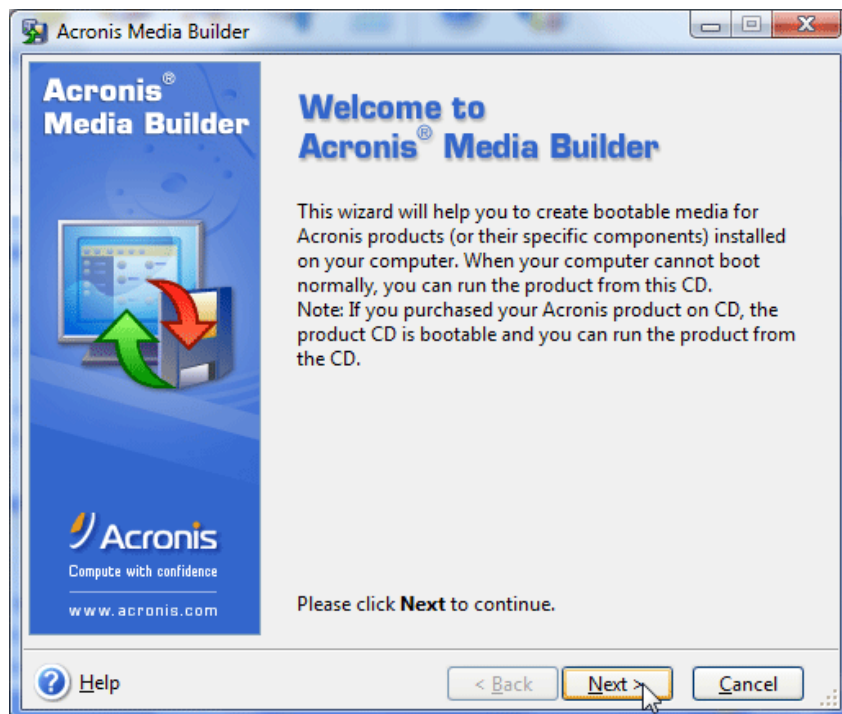 Acronis Media Builder
Acronis®
Media Builder
Welcome to
Acronis® Media Builder
This wizard will help you to create bootable media for
Acronis products (or their specific components) installed
on your computer. When your computer cannot boot
normally, you can run the product from this CD.
Note: If you purchased your Acronis product on CD, the
product CD is bootable and you can run the product from
the CD.
Acronis
Compute with confidence
www.acronis.com
Please click Next to continue.
Help
< Back
Next >
Cancel